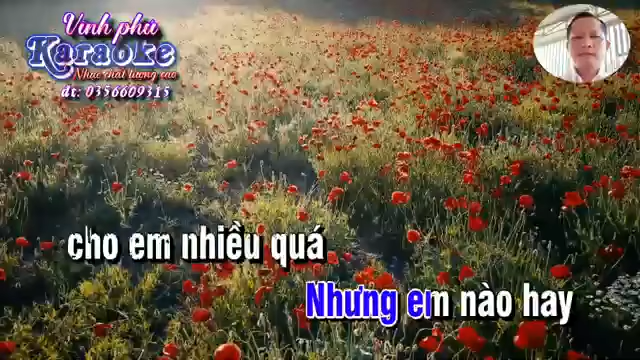 Vinh phú
Karaoke
Nhạc chất lượng cao
đt: 0356609315
cho em nhiều quá
Nhưng em nào hay